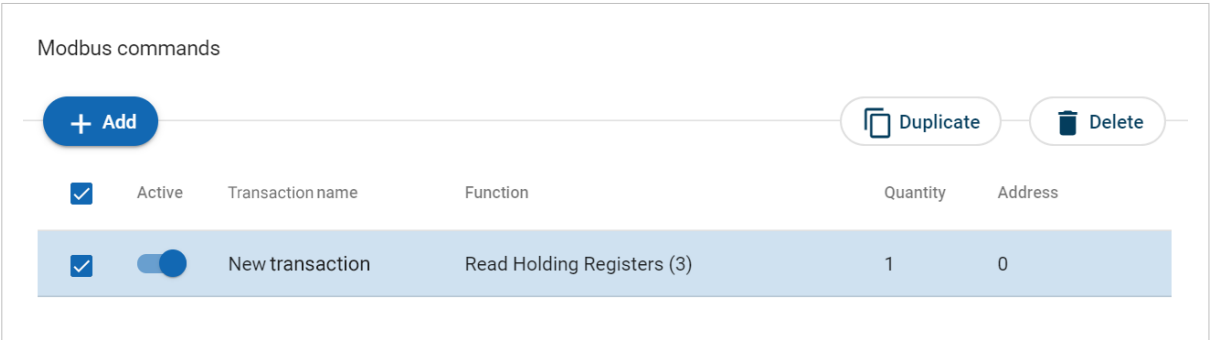 Modbus commands
Add Duplicate Delete
Active Transaction name Function Quantity Address
New transaction Read Holding Registers (3) 1 0